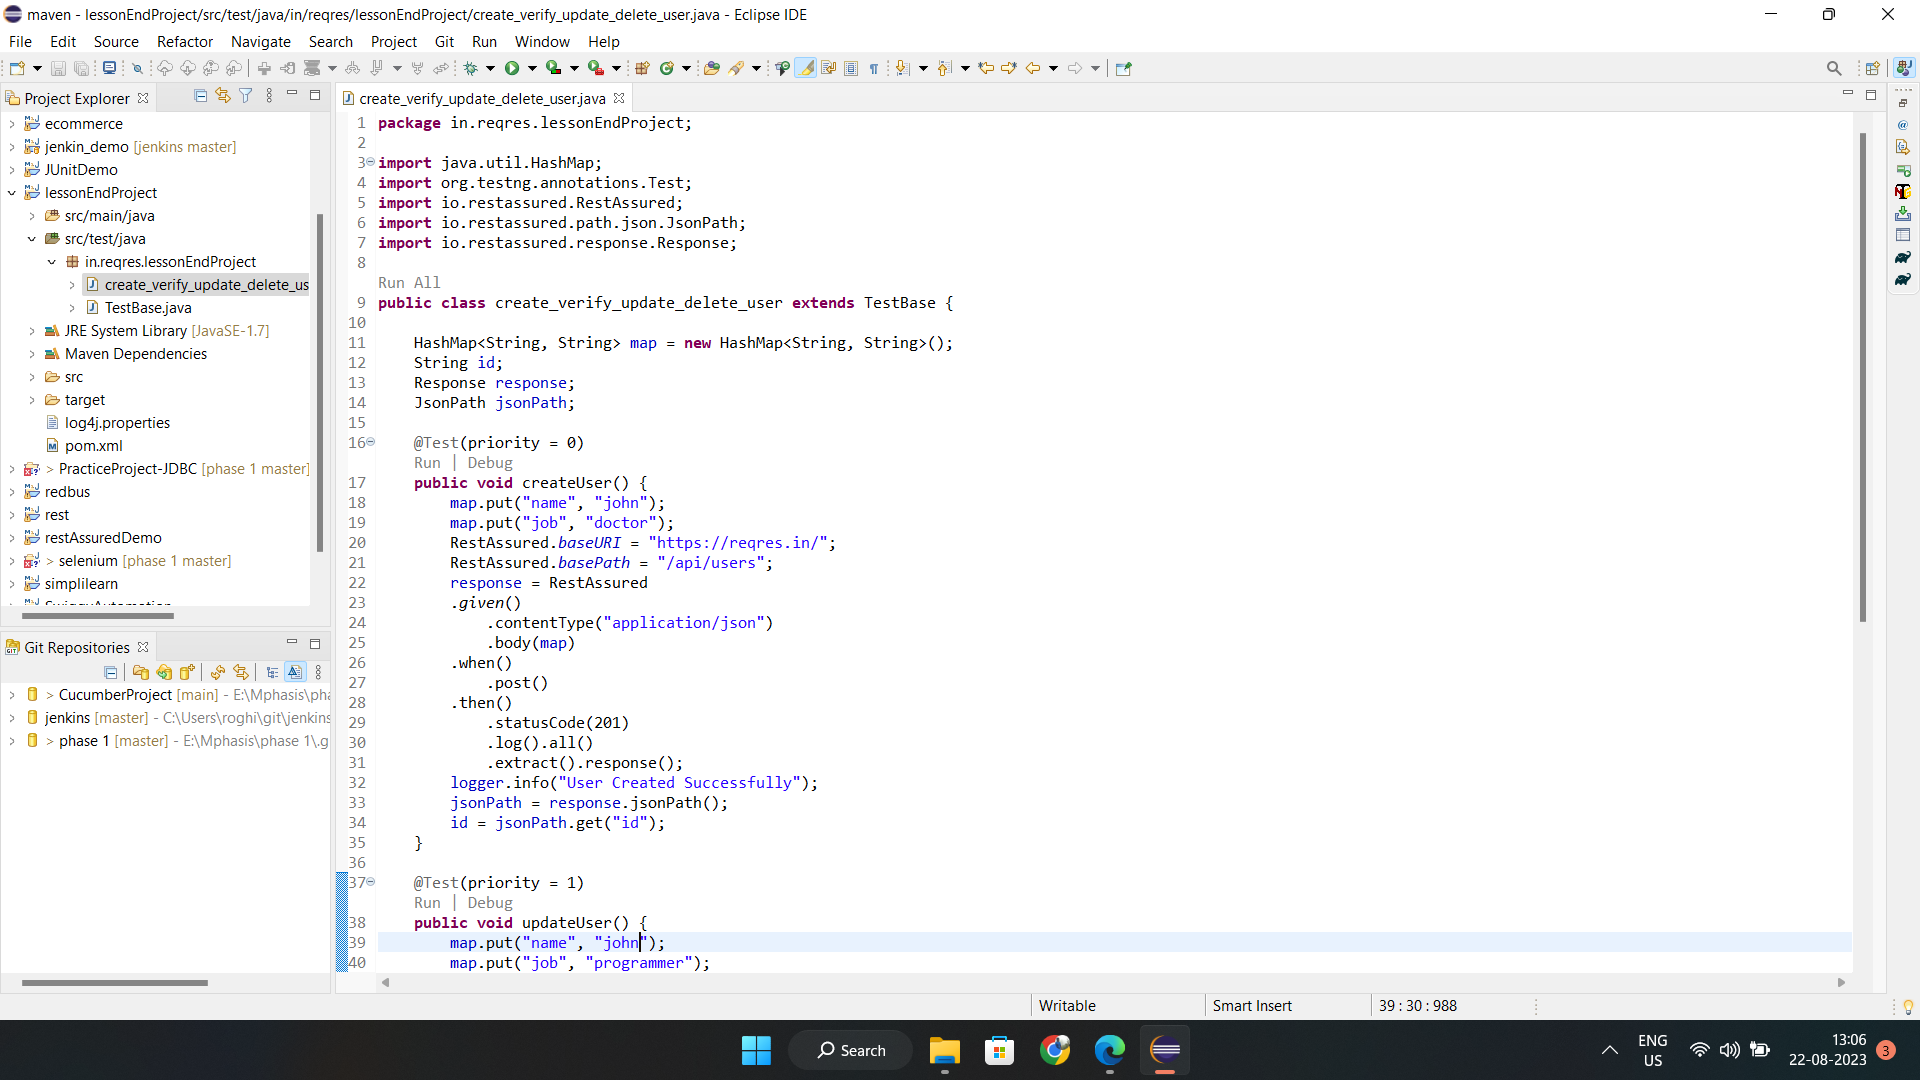 maven - lessonEndProject/src/test/java/in/reqres/lessonEndProject/create_verify_update_delete_user.java - Eclipse IDE
File Edit Source Refactor Navigate Search Project Git Run Window Help
Project Explorer
ecommerce
jenkin_demo [jenkins master]
JUnitDemo
lessonEndProject
src/main/java
src/test/java
in.reqres.lessonEndProject
create_verify_update_delete_us
TestBase.java
JRE System Library [JavaSE-1.7]
Maven Dependencies
src
target
log4j.properties
pom.xml
> PracticeProject-JDBC [phase 1 master]
redbus
rest
restAssuredDemo
> selenium [phase 1 master]
simplilearn
Git Repositories
> CucumberProject [main] - E:\Mphasis\pha
jenkins [master] - C:\Users\roghi\git\jenkins
> phase 1 [master] - E:\Mphasis\phase 1\.g
create_verify_update_delete_user.java
1 package in.reqres.lessonEndProject;
2
3 import java.util.HashMap;
4 import org.testng.annotations.Test;
5 import io.restassured.RestAssured;
6 import io.restassured.path.json.JsonPath;
7 import io.restassured.response.Response;
8
Run All
9 public class create_verify_update_delete_user extends TestBase {
10
11 HashMap<String, String> map = new HashMap<String, String>();
12 String id;
13 Response response;
14 JsonPath jsonPath;
15
16 @Test(priority = 0)
Run | Debug
17 public void createUser() {
18 map.put("name", "john");
19 map.put("job", "doctor");
20 RestAssured.baseURI = "https://reqres.in/";
21 RestAssured.basePath = "/api/users";
22 response = RestAssured
23 .given()
24 .contentType("application/json")
25 .body(map)
26 .when()
27 .post()
28 .then()
29 .statusCode(201)
30 .log().all()
31 .extract().response();
32 logger.info("User Created Successfully");
33 jsonPath = response.jsonPath();
34 id = jsonPath.get("id");
35 }
36
37 @Test(priority = 1)
Run | Debug
38 public void updateUser() {
39 map.put("name", "john");
40 map.put("job", "programmer");
Writable Smart Insert 39 : 30 : 988
Search
ENG
US
13:06
22-08-2023
3